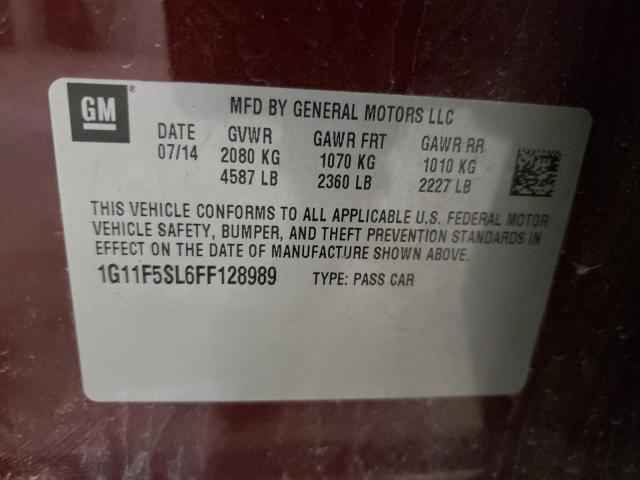 GM
MFD BY GENERAL MOTORS LLC
DATE GVWR GAWR FRT GAWR RR
07/14 2080 KG 1070 KG 1010 KG
4587 LB 2360 LB 2227 LB
THIS VEHICLE CONFORMS TO ALL APPLICABLE U.S. FEDERAL MOTOR
VEHICLE SAFETY, BUMPER, AND THEFT PREVENTION STANDARDS IN
EFFECT ON THE DATE OF MANUFACTURE SHOWN ABOVE.
1G11F5SL6FF128989 TYPE: PASS CAR